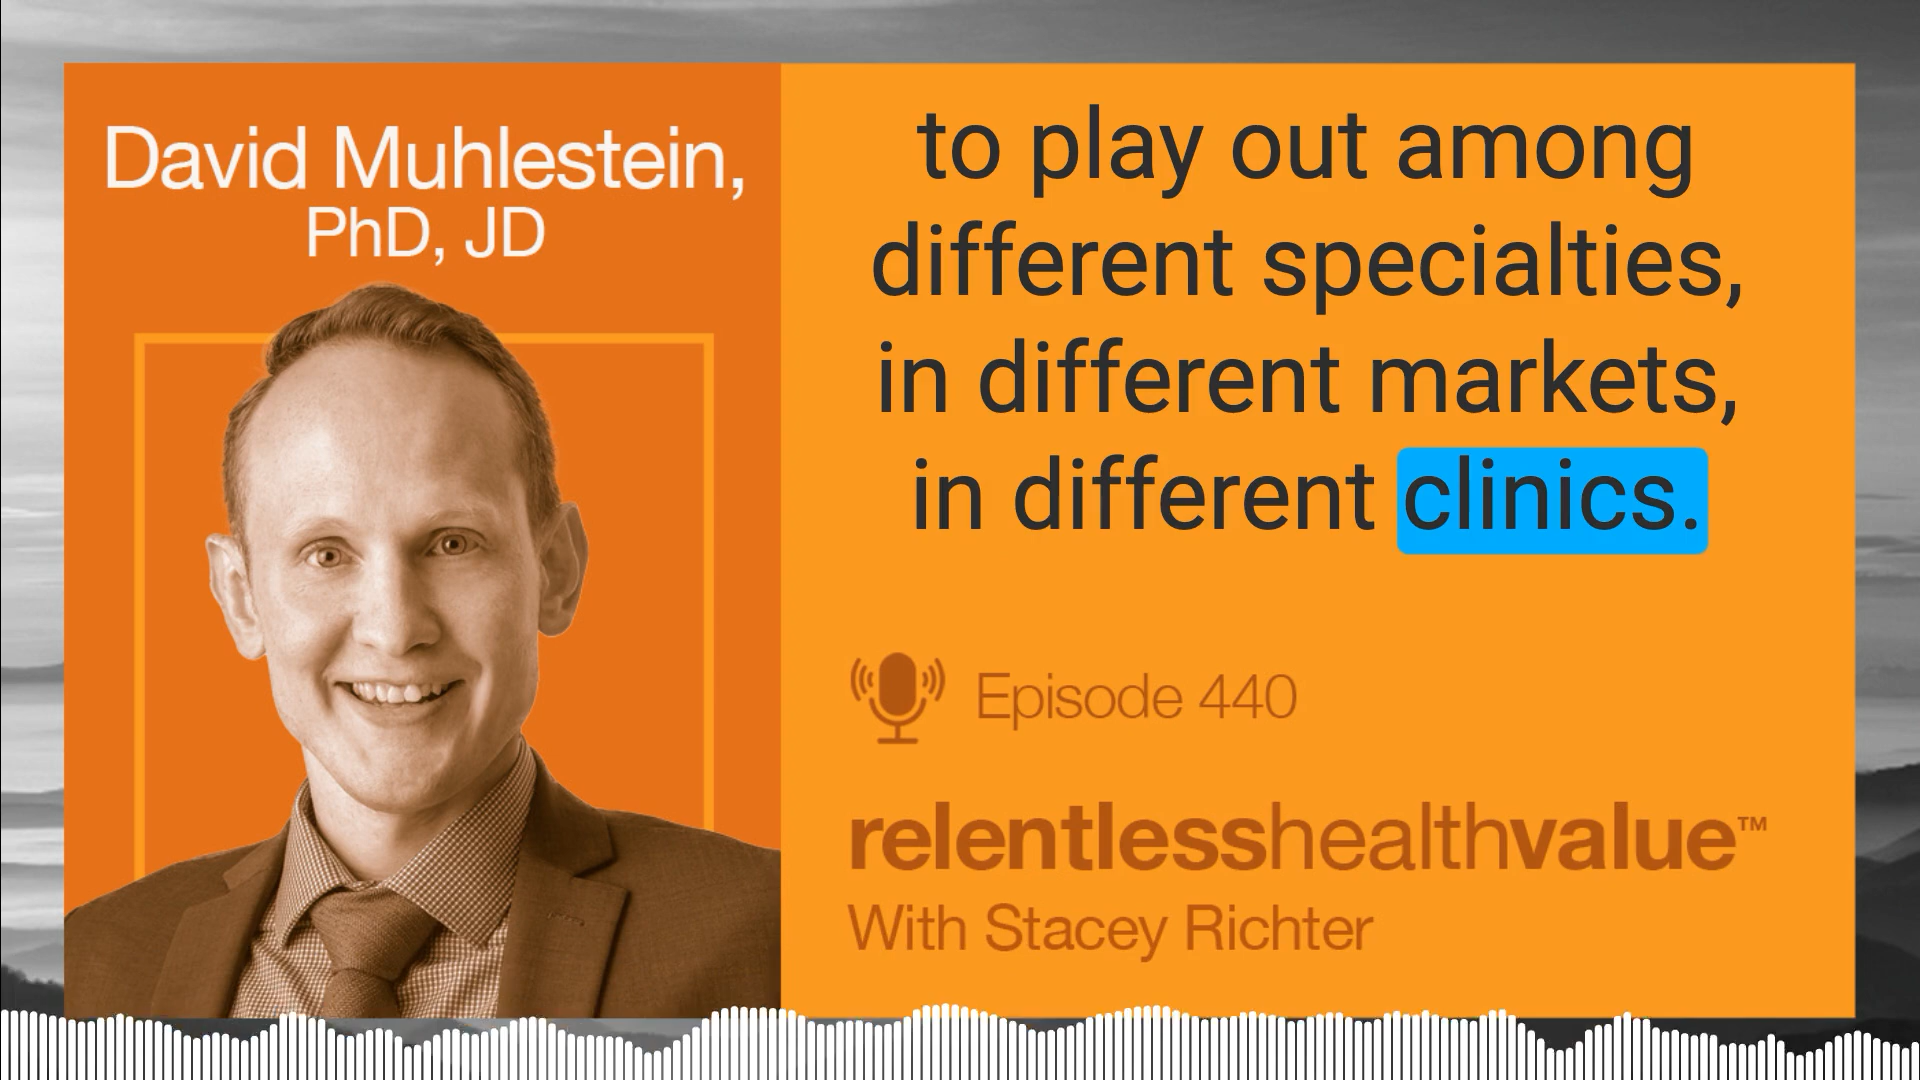 David Muhlestein,
PhD, JD
to play out among
different specialties,
in different markets,
in different clinics.
Episode 440
relentlesshealthvalue™
With Stacey Richter